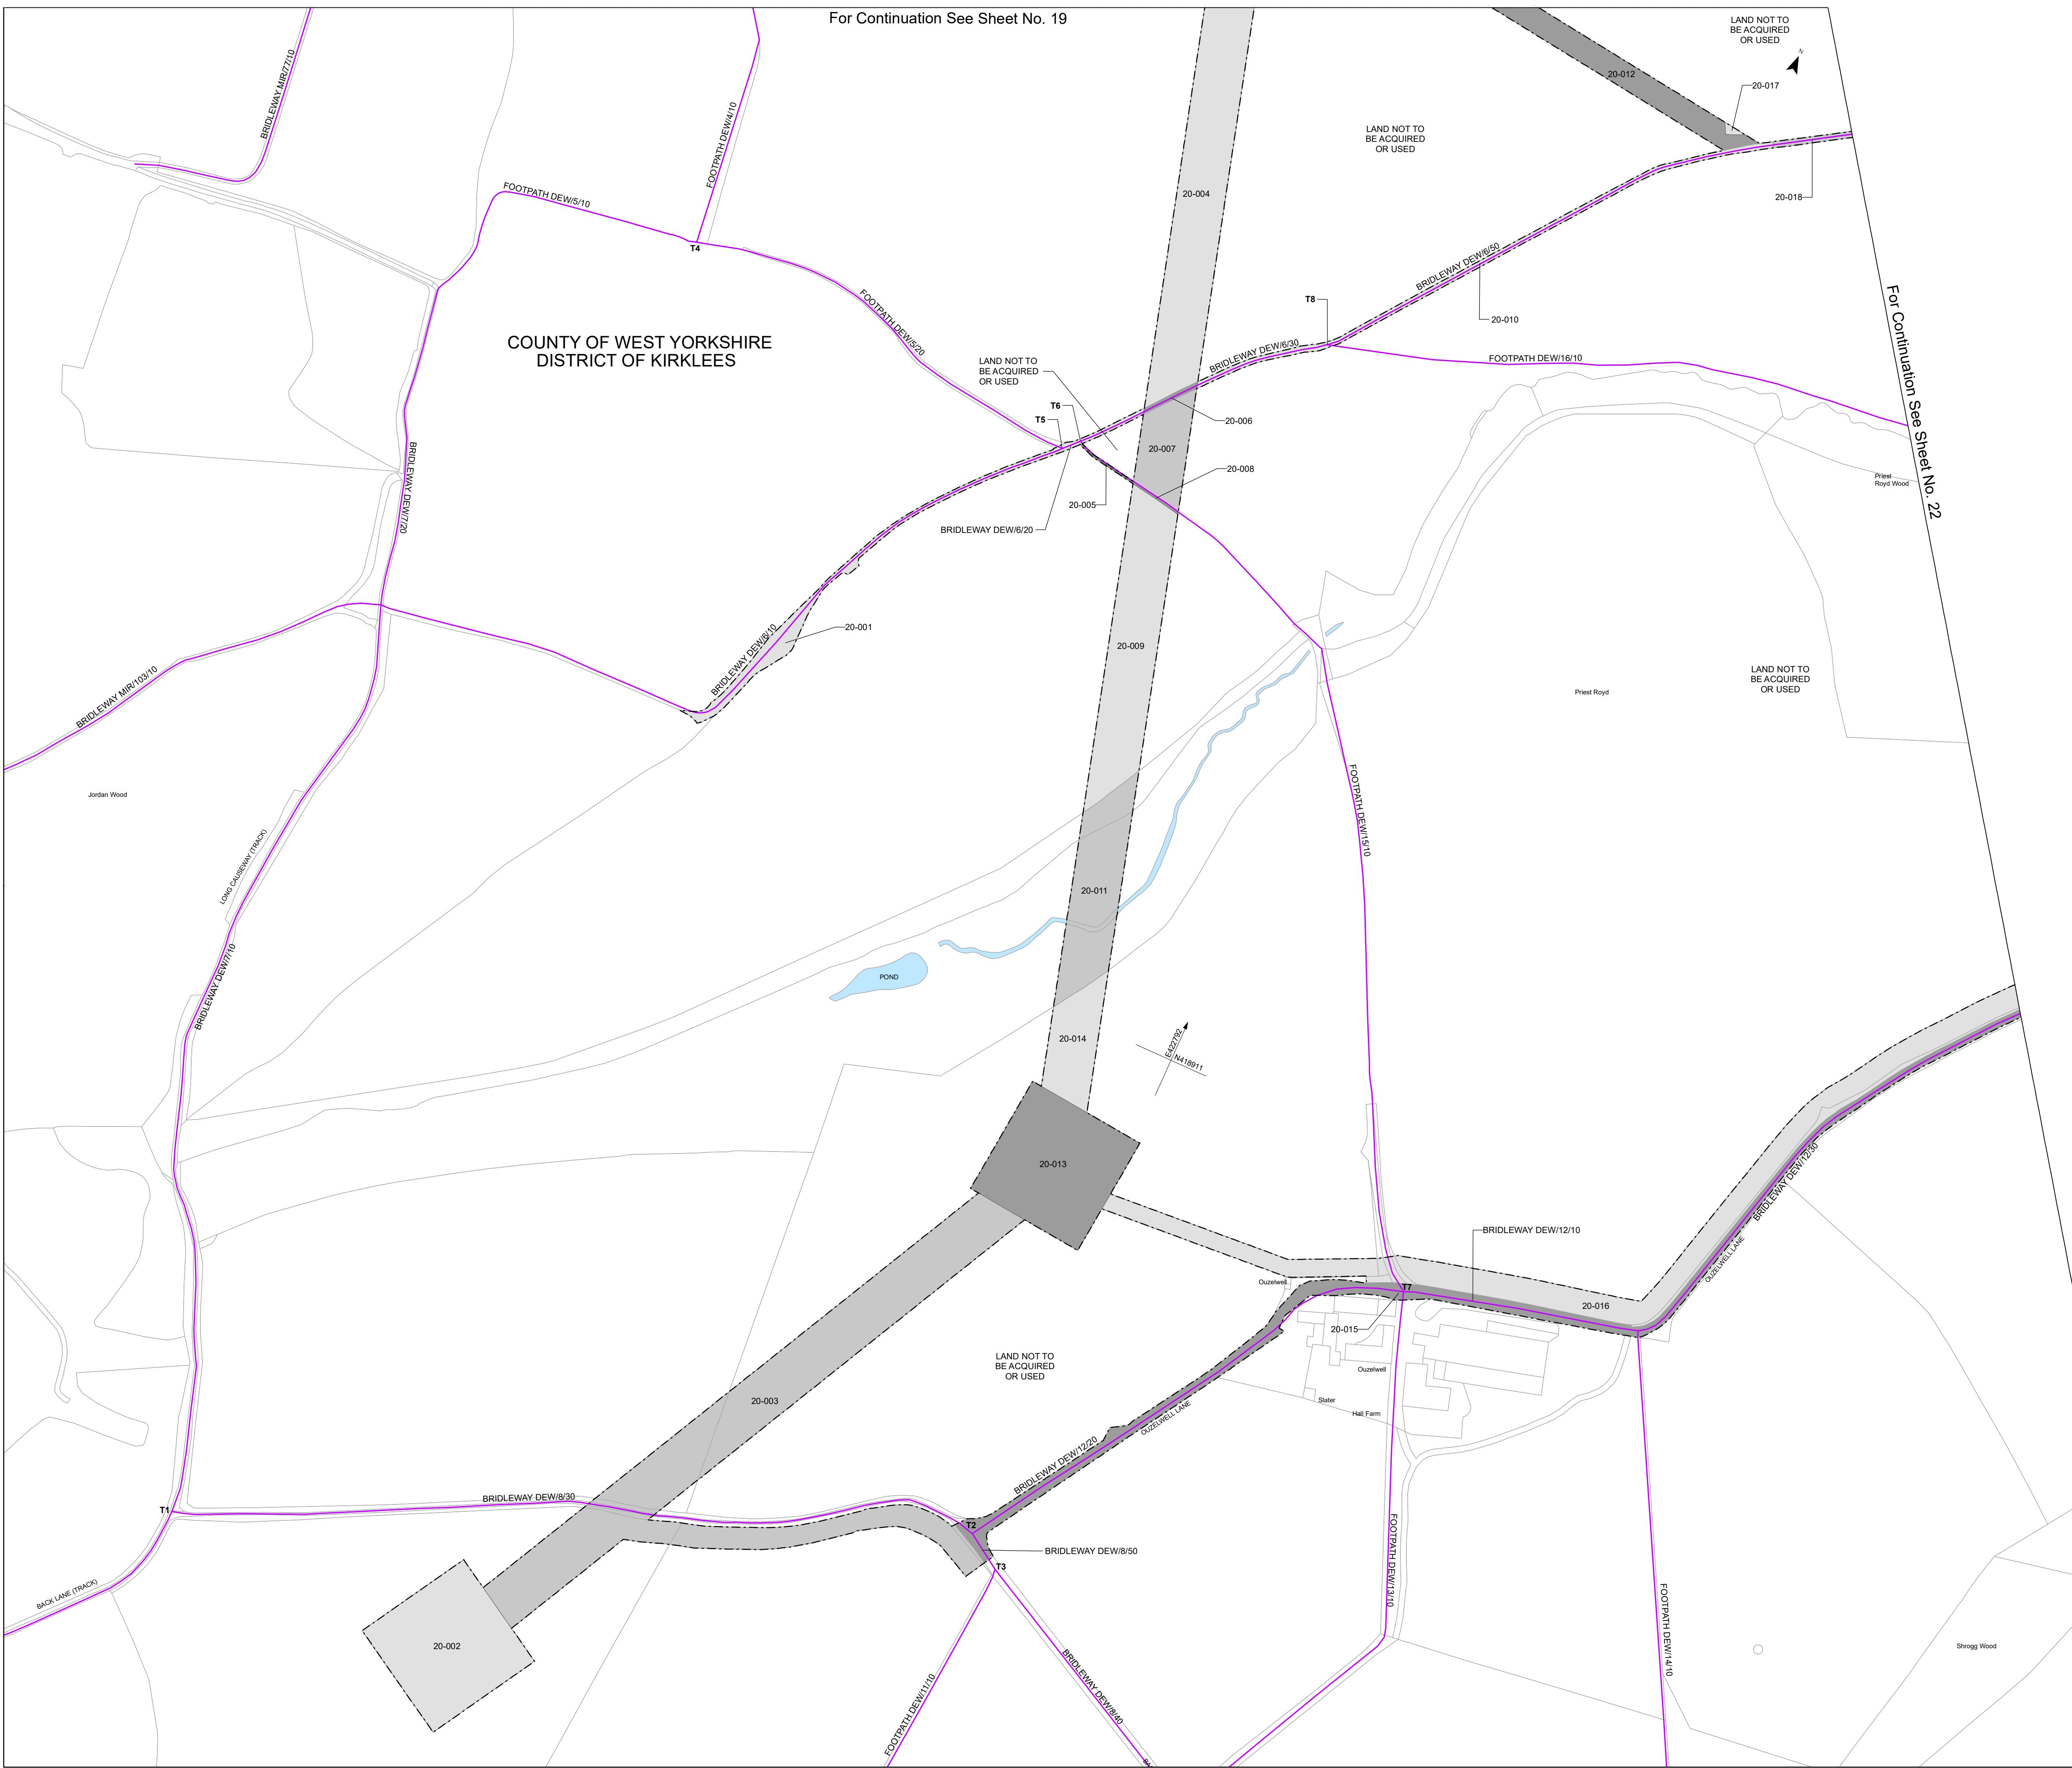 For Continuation See Sheet No. 19
LAND NOT TO
BE ACQUIRED
OR USED
N
20-012
20-017
BRIDLEWAY MIR/77/10
FOOTPATH DEW/4/10
LAND NOT TO
BE ACQUIRED
OR USED
20-004
FOOTPATH DEW/5/10
20-018
T4
BRIDLEWAY DEW/6/50
T8
20-010
FOOTPATH DEW/5/20
For Continuation See Sheet No. 22
COUNTY OF WEST YORKSHIRE
DISTRICT OF KIRKLEES
LAND NOT TO
BE ACQUIRED
OR USED
BRIDLEWAY DEW/6/30
FOOTPATH DEW/16/10
T6
T5
20-006
20-007
20-008
20-005
BRIDLEWAY DEW/6/20
BRIDLEWAY DEW/7/20
Priest
Royd Wood
20-001
20-009
BRIDLEWAY DEW/6/10
BRIDLEWAY MIR/103/10
Priest Royd
LAND NOT TO
BE ACQUIRED
OR USED
Jordan Wood
FOOTPATH DEW/15/10
LONG CAUSEWAY (TRACK)
20-011
BRIDLEWAY DEW/7/10
POND
20-014
E422792
N418911
20-013
BRIDLEWAY DEW/12/30
OUZELWELL LANE
BRIDLEWAY DEW/12/10
Ouzelwell
T7
20-016
20-015
LAND NOT TO
BE ACQUIRED
OR USED
Ouzelwell
20-003
Slater
Hall Farm
OUZELWELL LANE
BRIDLEWAY DEW/12/20
T1
BRIDLEWAY DEW/8/30
T2
BRIDLEWAY DEW/8/50
T3
FOOTPATH DEW/13/10
BACK LANE (TRACK)
20-002
FOOTPATH DEW/14/10
Shrogg Wood
FOOTPATH DEW/11/10
BRIDLEWAY DEW/8/40